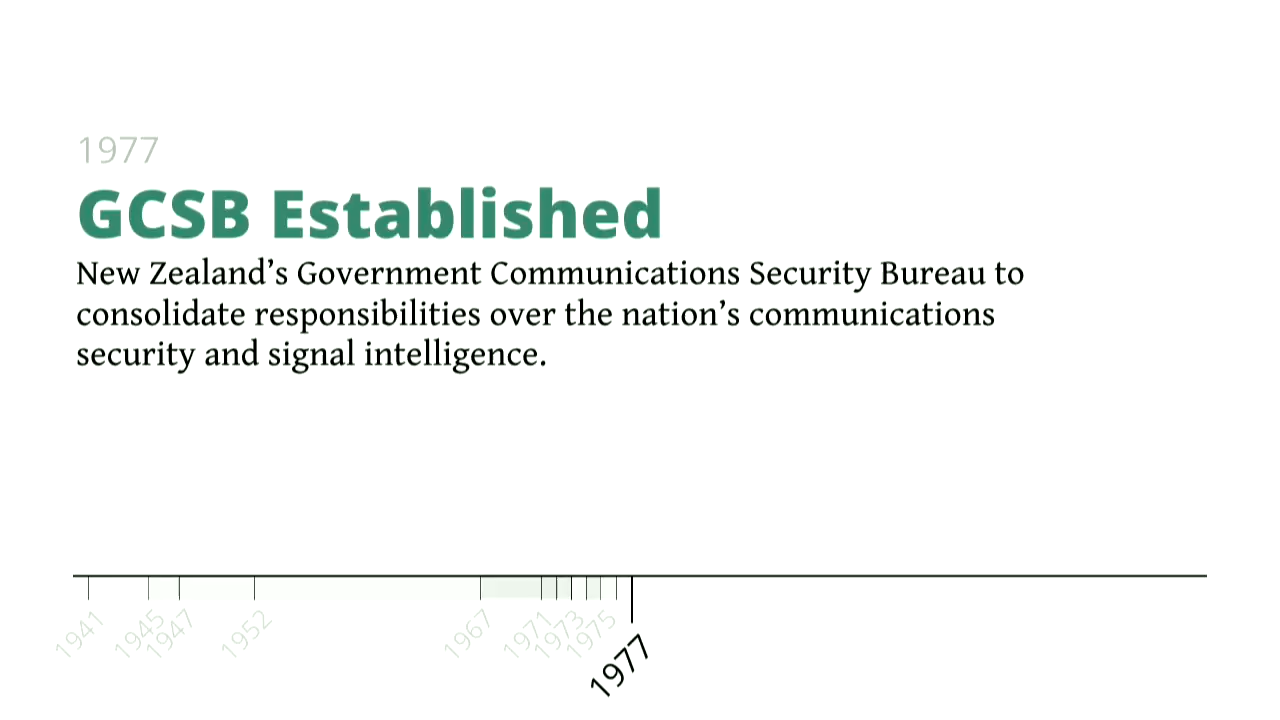 1977
GCSB Established
New Zealand’s Government Communications Security Bureau to
consolidate responsibilities over the nation’s communications
security and signal intelligence.
1941
1945
1947
1952
1967
1971
1973
1975
1977